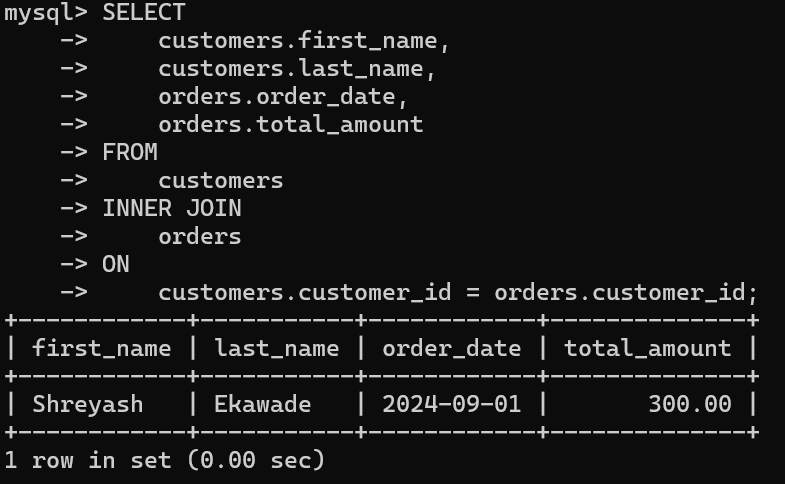 mysql> SELECT
    ->     customers.first_name,
    ->     customers.last_name,
    ->     orders.order_date,
    ->     orders.total_amount
    -> FROM
    ->     customers
    -> INNER JOIN
    ->     orders
    -> ON
    ->     customers.customer_id = orders.customer_id;
+------------+-----------+------------+--------------+
| first_name | last_name | order_date | total_amount |
+------------+-----------+------------+--------------+
| Shreyash   | Ekawade   | 2024-09-01 |       300.00 |
+------------+-----------+------------+--------------+
1 row in set (0.00 sec)